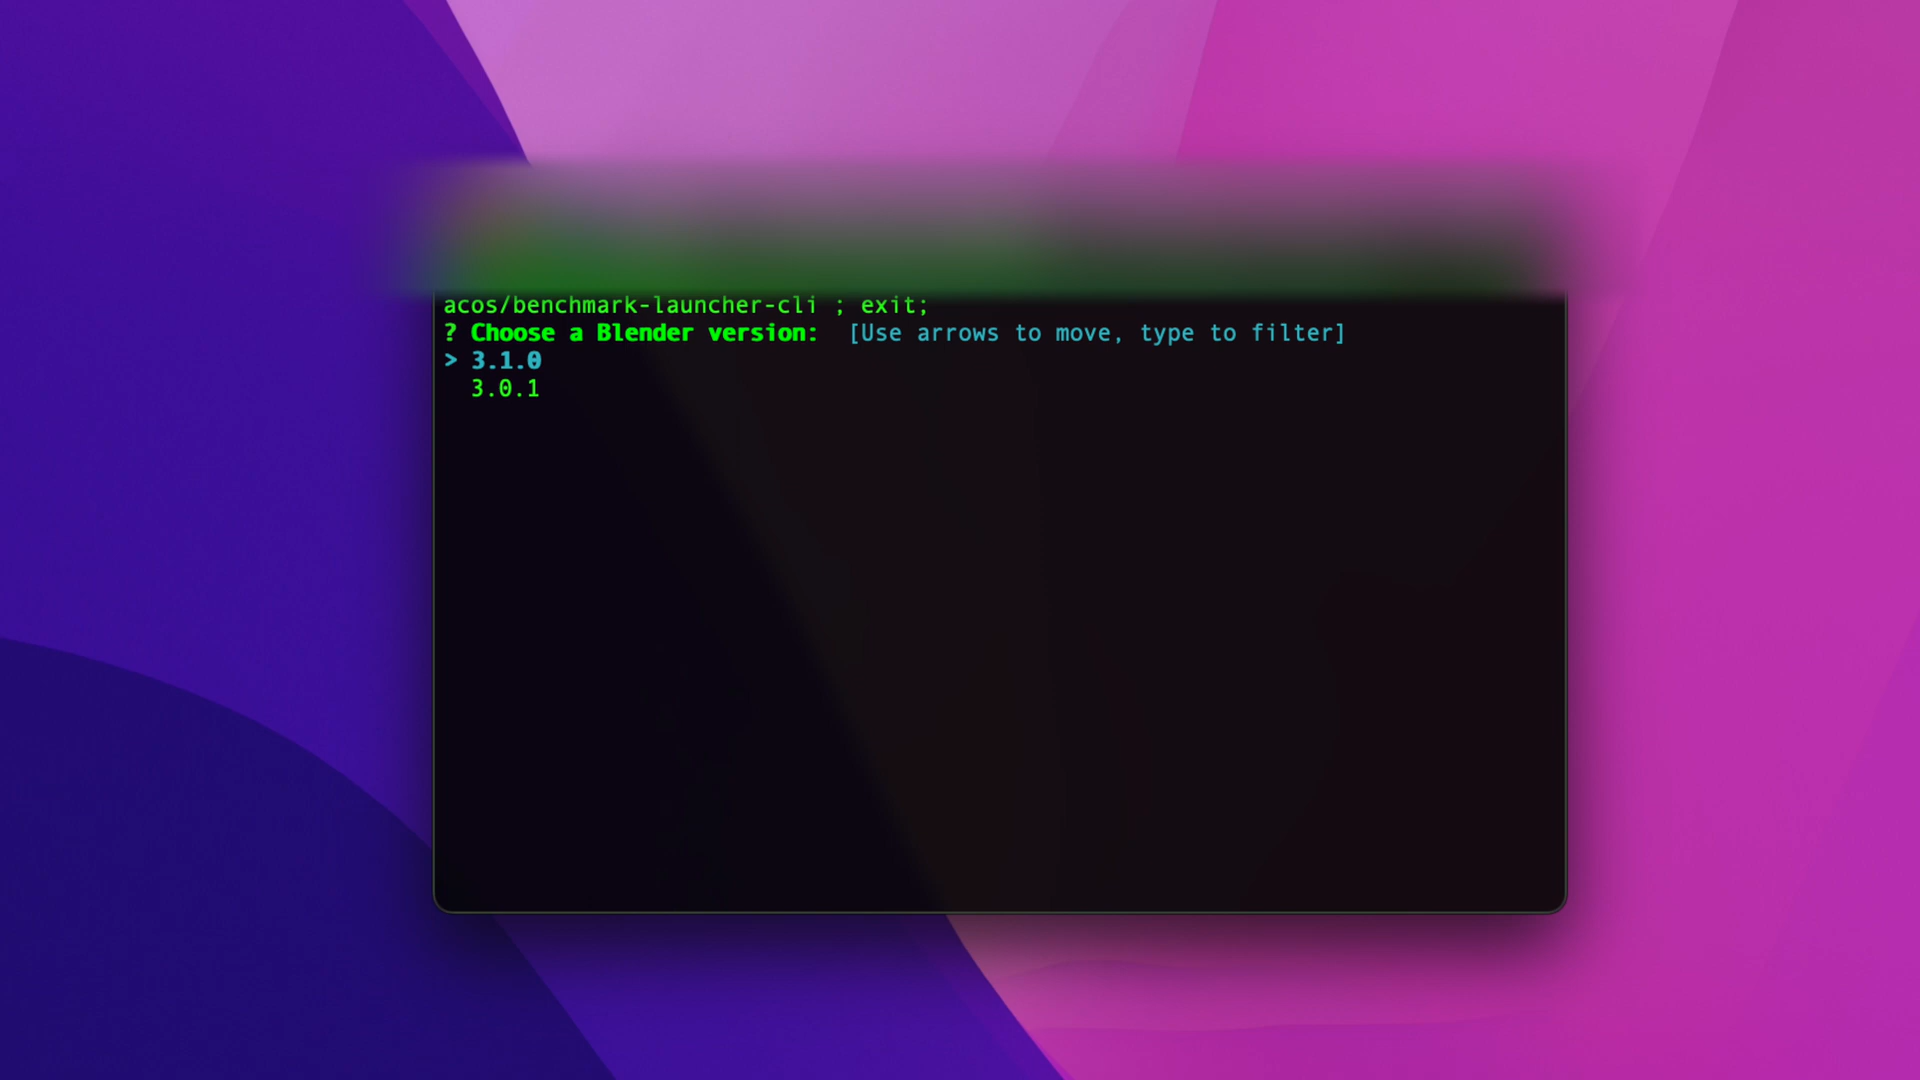 acos/benchmark-launcher-cli ; exit;
? Choose a Blender version:  [Use arrows to move, type to filter]
> 3.1.0
  3.0.1